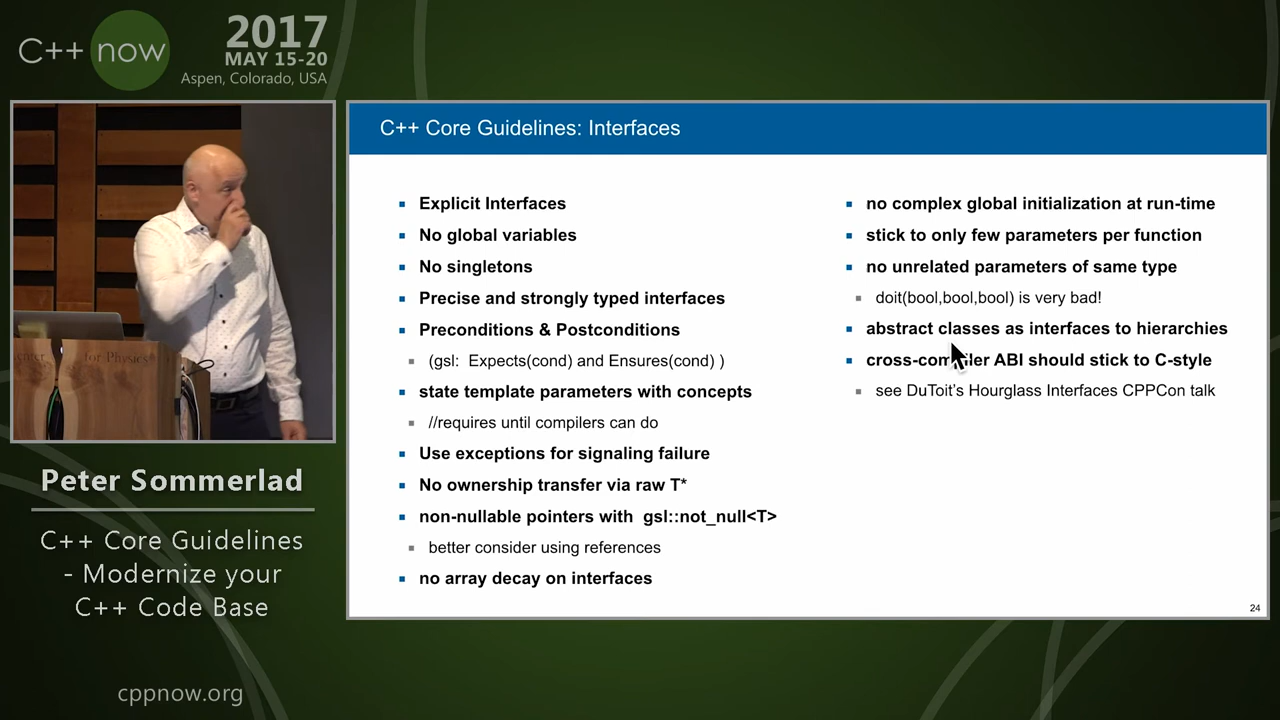 C++ now
2017
MAY 15-20
Aspen, Colorado, USA
C++ Core Guidelines: Interfaces
Explicit Interfaces
No global variables
No singletons
Precise and strongly typed interfaces
Preconditions & Postconditions
(gsl: Expects(cond) and Ensures(cond) )
state template parameters with concepts
//requires until compilers can do
Use exceptions for signaling failure
No ownership transfer via raw T*
non-nullable pointers with gsl::not_null<T>
better consider using references
no array decay on interfaces
no complex global initialization at run-time
stick to only few parameters per function
no unrelated parameters of same type
doit(bool,bool,bool) is very bad!
abstract classes as interfaces to hierarchies
cross-compiler ABI should stick to C-style
see DuToit's Hourglass Interfaces CPPCon talk
24
for Physics
Peter Sommerlad
C++ Core Guidelines
- Modernize your
C++ Code Base
cppnow.org